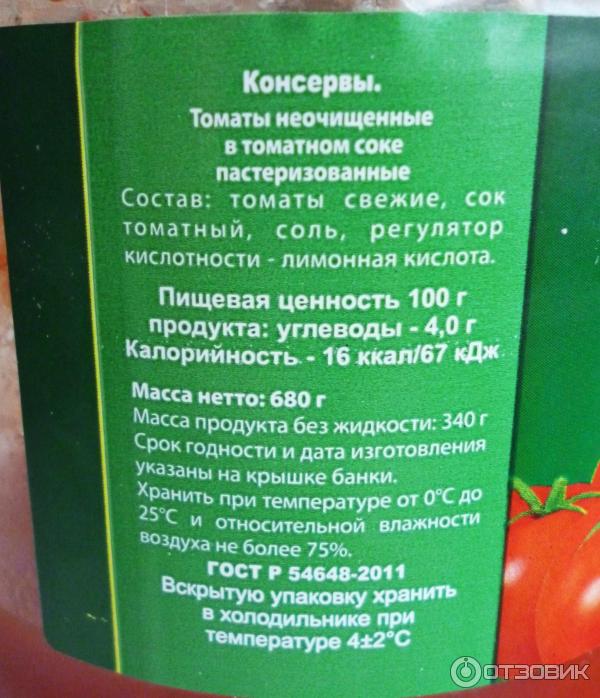 Консервы.
Томаты неочищенные
в томатном соке
пастеризованные
Состав: томаты свежие, сок
томатный, соль, регулятор
кислотности - лимонная кислота.
Пищевая ценность 100 г
продукта: углеводы - 4,0 г
Калорийность - 16 ккал/67 кДж
Масса нетто: 680 г
Масса продукта без жидкости: 340 г
Срок годности и дата изготовления
указаны на крышке банки.
Хранить при температуре от 0°С до
25°С и относительной влажности
воздуха не более 75%.
ГОСТ Р 54648-2011
Вскрытую упаковку хранить
в холодильнике при
температуре 4±2°С
ОТЗОВИК